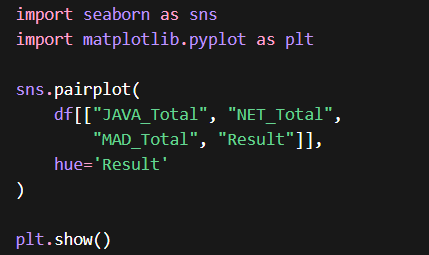 import seaborn as sns
import matplotlib.pyplot as plt

sns.pairplot(
    df[["JAVA_Total", "NET_Total",
        "MAD_Total", "Result"]],
    hue='Result'
)

plt.show()